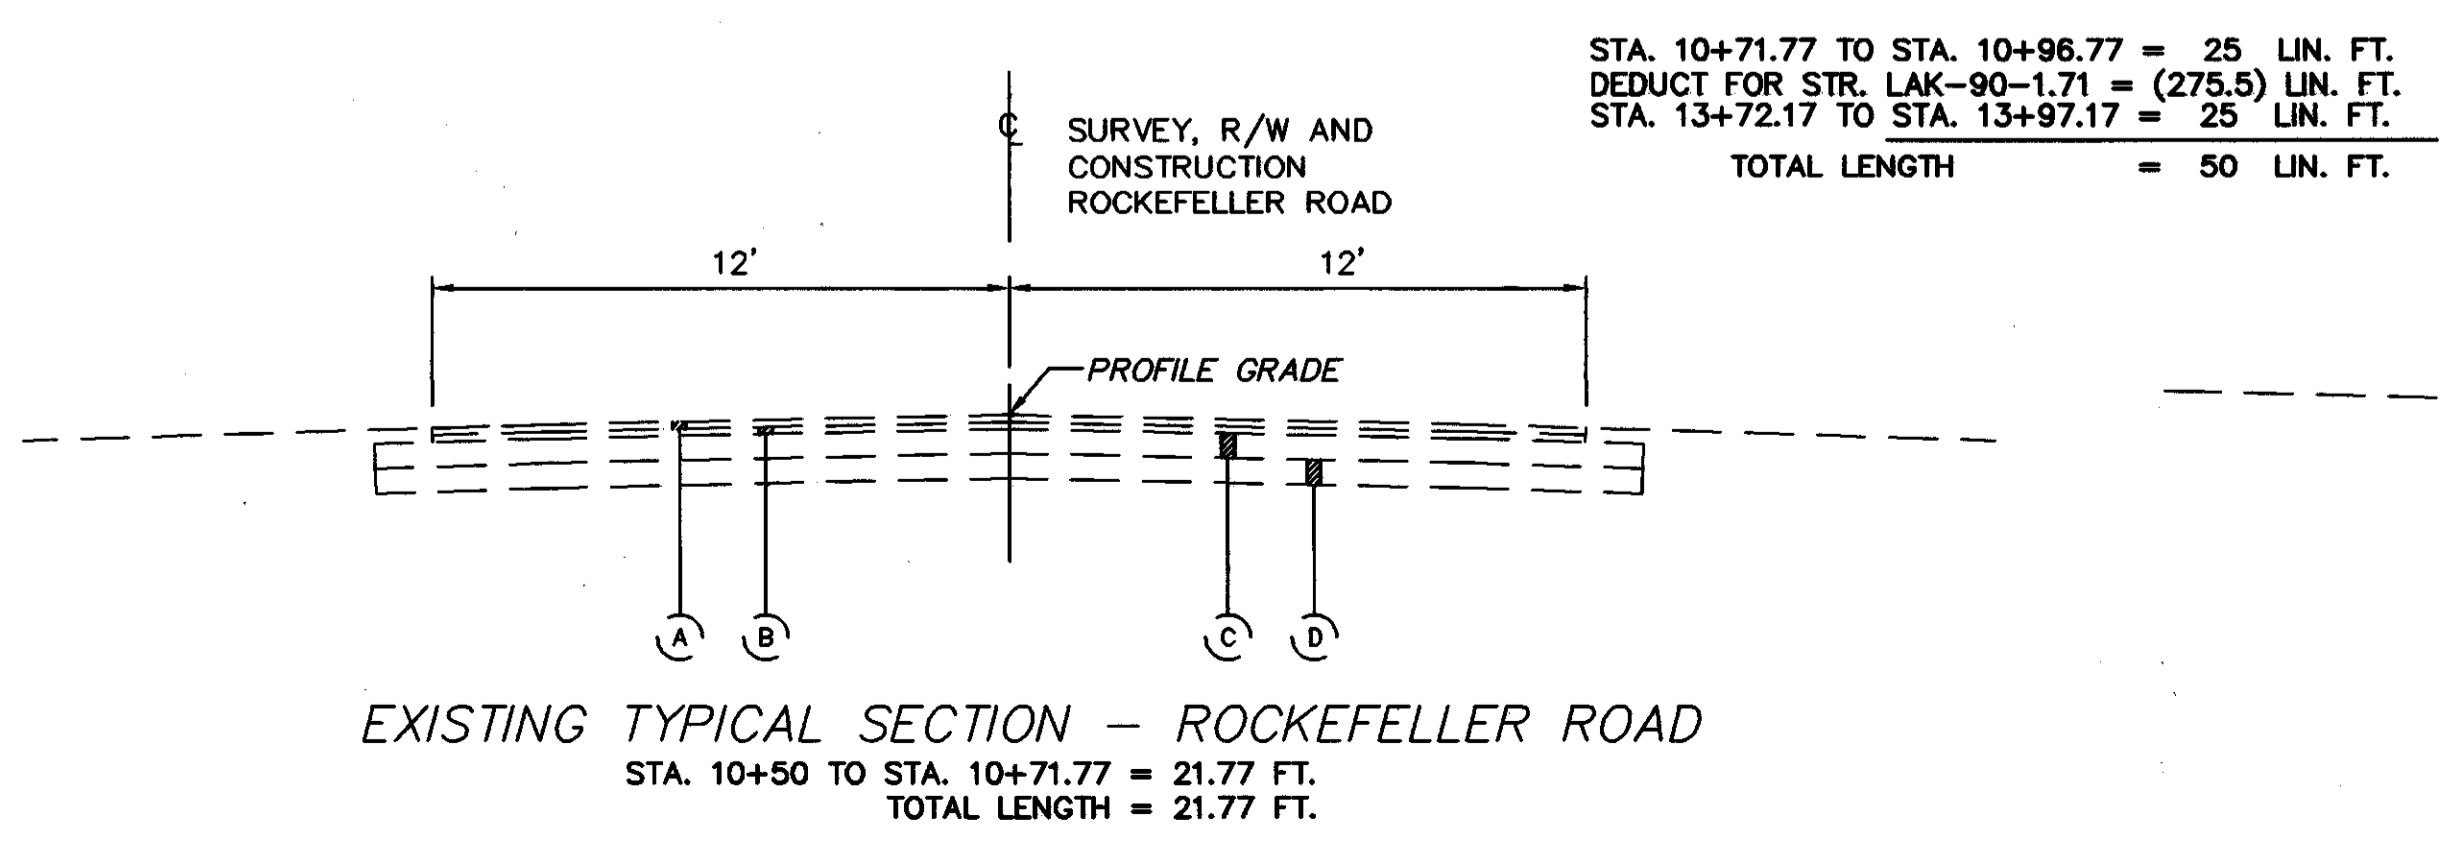 STA. 10+71.77 TO STA. 10+96.77 = 25 LIN. FT.
DEDUCT FOR STR. LAK-90-1.71 = (275.5) LIN. FT.
STA. 13+72.17 TO STA. 13+97.17 = 25 LIN. FT.
TOTAL LENGTH = 50 LIN. FT.
℄ SURVEY, R/W AND
CONSTRUCTION
ROCKEFELLER ROAD
12' 12'
PROFILE GRADE
A B C D
EXISTING TYPICAL SECTION - ROCKEFELLER ROAD
STA. 10+50 TO STA. 10+71.77 = 21.77 FT.
TOTAL LENGTH = 21.77 FT.